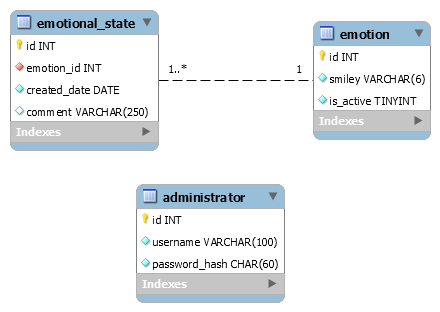 emotional_state
id INT
emotion_id INT
created_date DATE
comment VARCHAR(250)
Indexes
1..*
1
emotion
id INT
smiley VARCHAR(6)
is_active TINYINT
Indexes
administrator
id INT
username VARCHAR(100)
password_hash CHAR(60)
Indexes